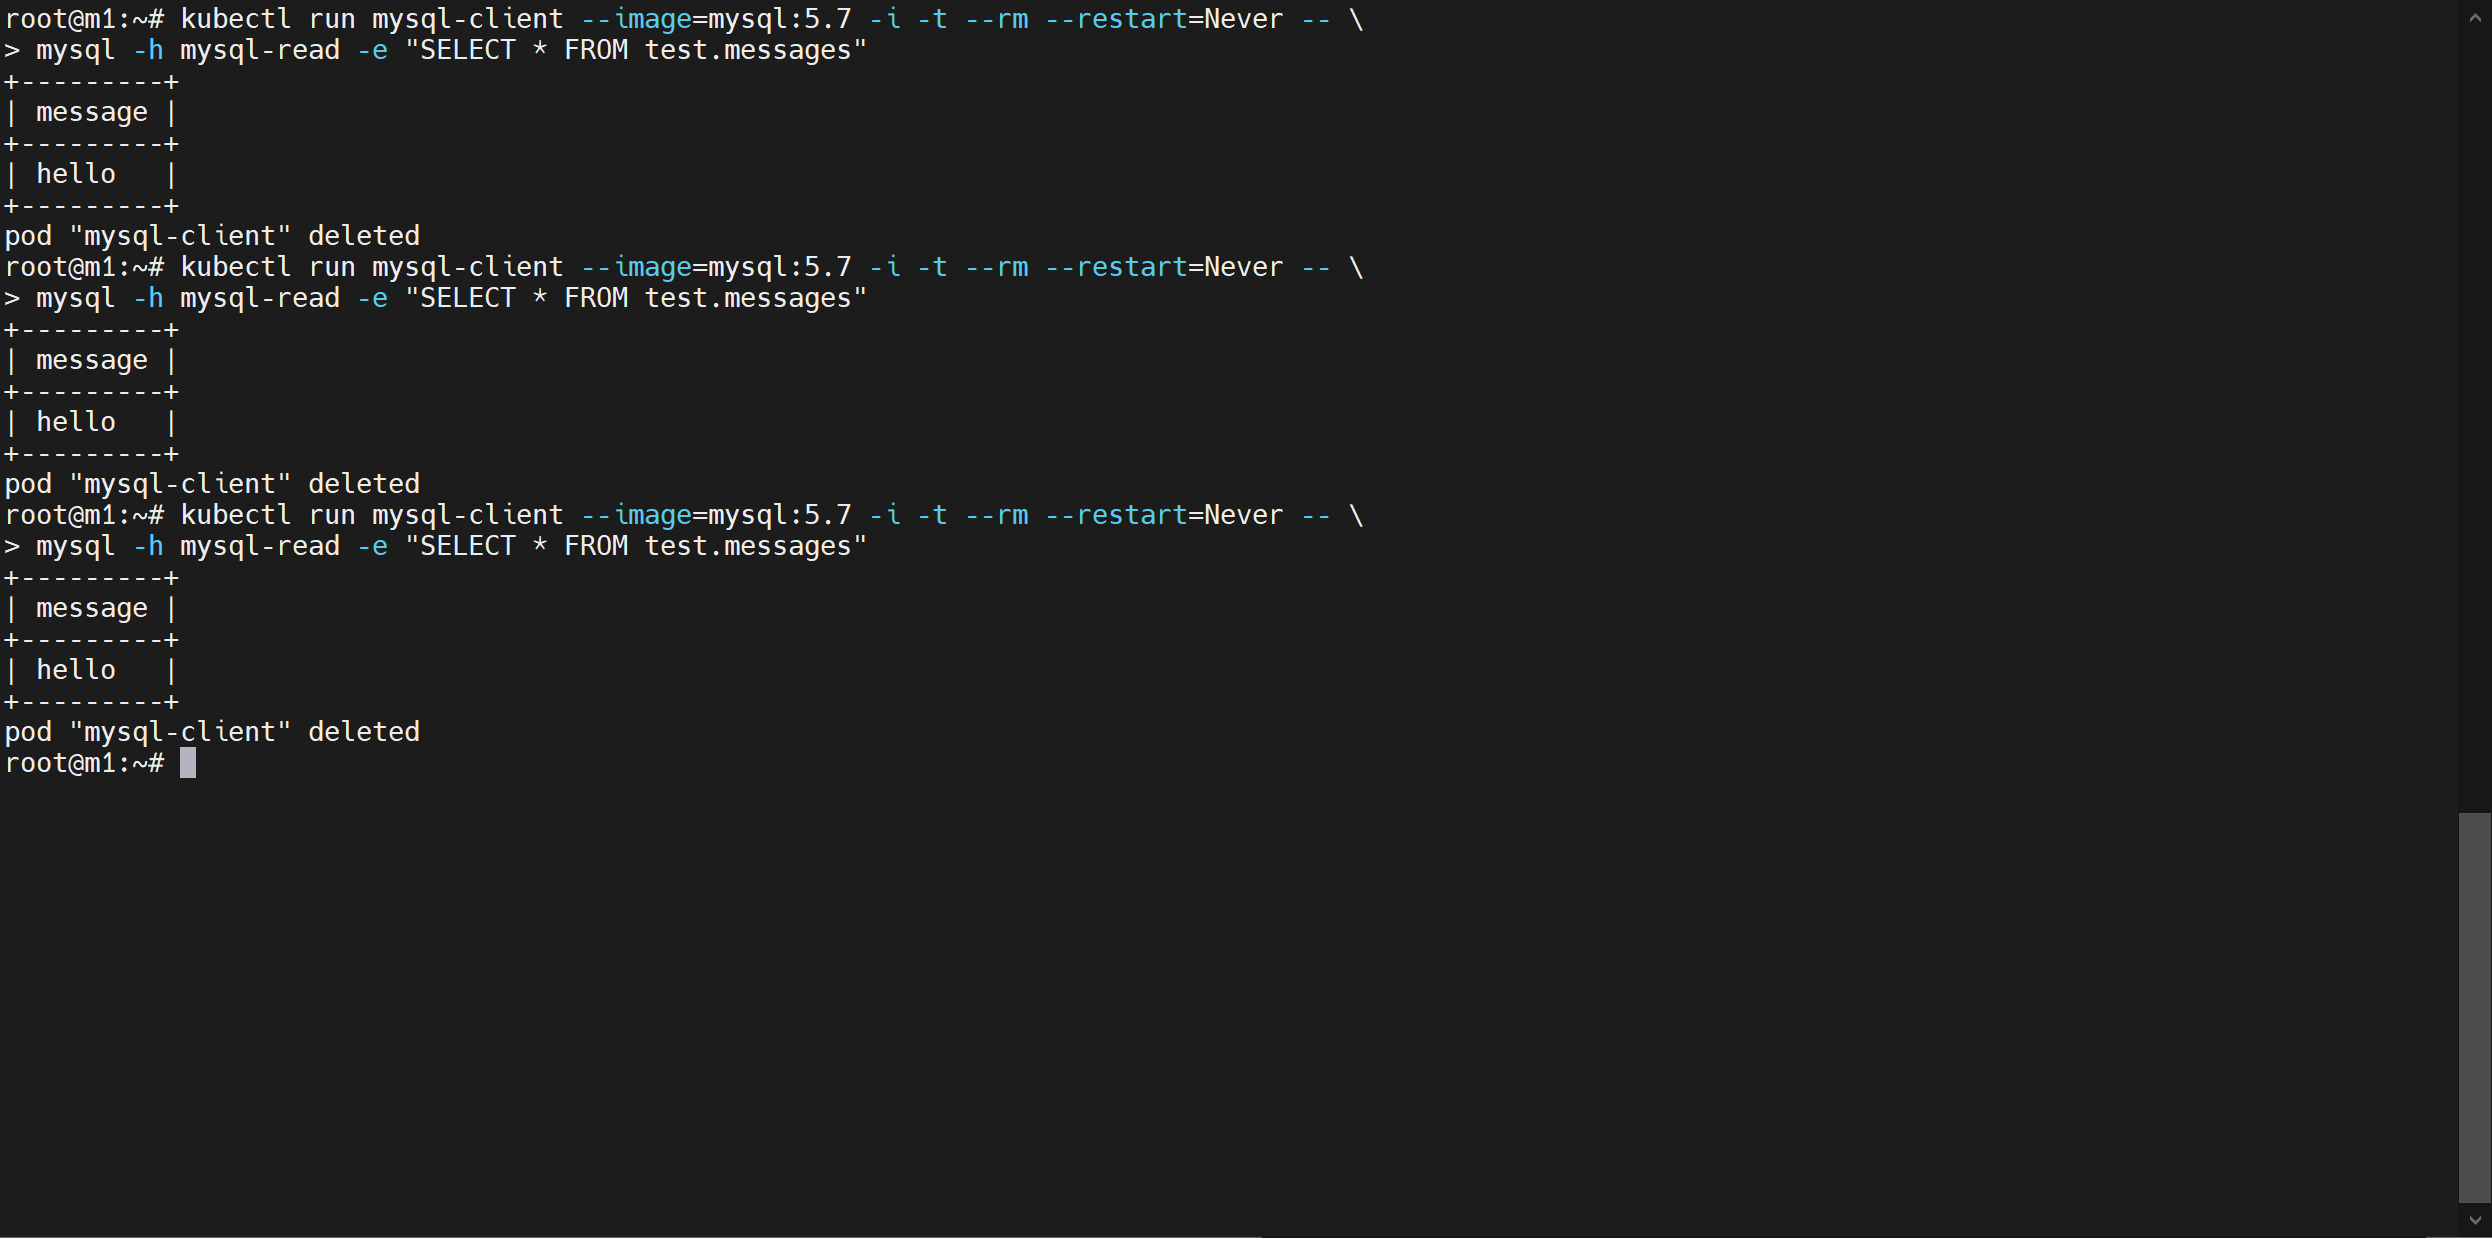 root@m1:~# kubectl run mysql-client --image=mysql:5.7 -i -t --rm --restart=Never -- \
> mysql -h mysql-read -e "SELECT * FROM test.messages"
+---------+
| message |
+---------+
| hello   |
+---------+
pod "mysql-client" deleted
root@m1:~# kubectl run mysql-client --image=mysql:5.7 -i -t --rm --restart=Never -- \
> mysql -h mysql-read -e "SELECT * FROM test.messages"
+---------+
| message |
+---------+
| hello   |
+---------+
pod "mysql-client" deleted
root@m1:~# kubectl run mysql-client --image=mysql:5.7 -i -t --rm --restart=Never -- \
> mysql -h mysql-read -e "SELECT * FROM test.messages"
+---------+
| message |
+---------+
| hello   |
+---------+
pod "mysql-client" deleted
root@m1:~#